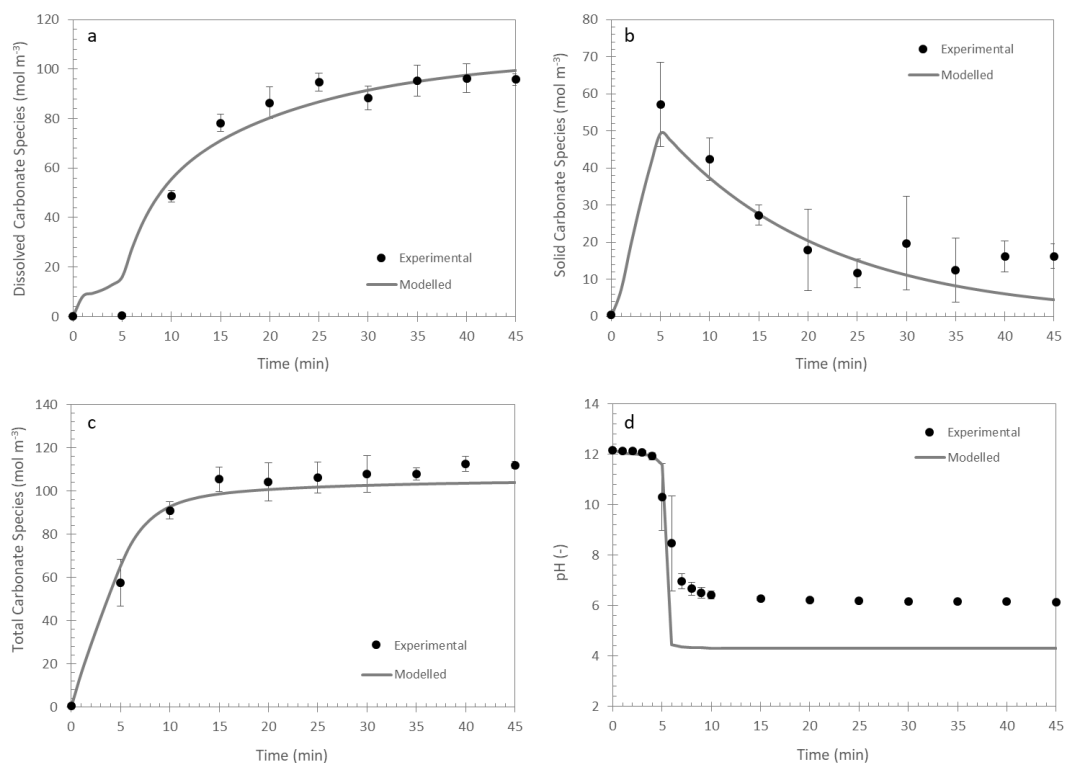 a
Dissolved Carbonate Species (mol m⁻³)
120
100
80
60
40
20
0
Experimental
Modelled
0 5 10 15 20 25 30 35 40 45
Time (min)
b
Solid Carbonate Species (mol m⁻³)
80
70
60
50
40
30
20
10
0
Experimental
Modelled
0 5 10 15 20 25 30 35 40 45
Time (min)
c
Total Carbonate Species (mol m⁻³)
140
120
100
80
60
40
20
0
Experimental
Modelled
0 5 10 15 20 25 30 35 40 45
Time (min)
d
pH (-)
14
12
10
8
6
4
2
Experimental
Modelled
0 5 10 15 20 25 30 35 40 45
Time (min)